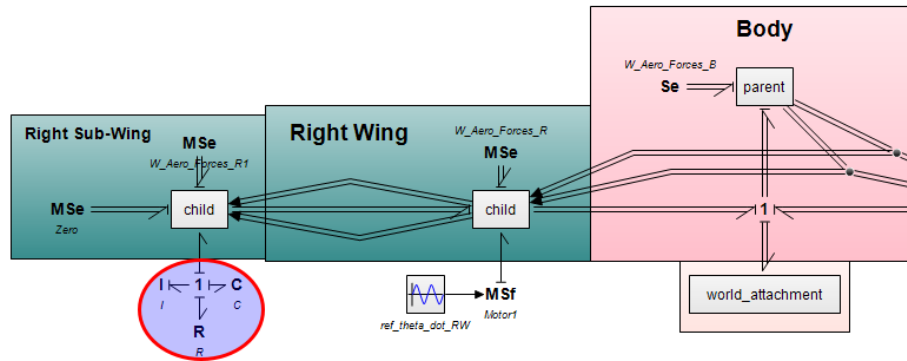 Body
W_Aero_Forces_B
Se
parent
Right Sub-Wing
MSe
W_Aero_Forces_R1
MSe
Zero
child
Right Wing
W_Aero_Forces_R
MSe
child
1
I
1
C
I
C
R
R
ref_theta_dot_RW
MSf
Motor1
world_attachment